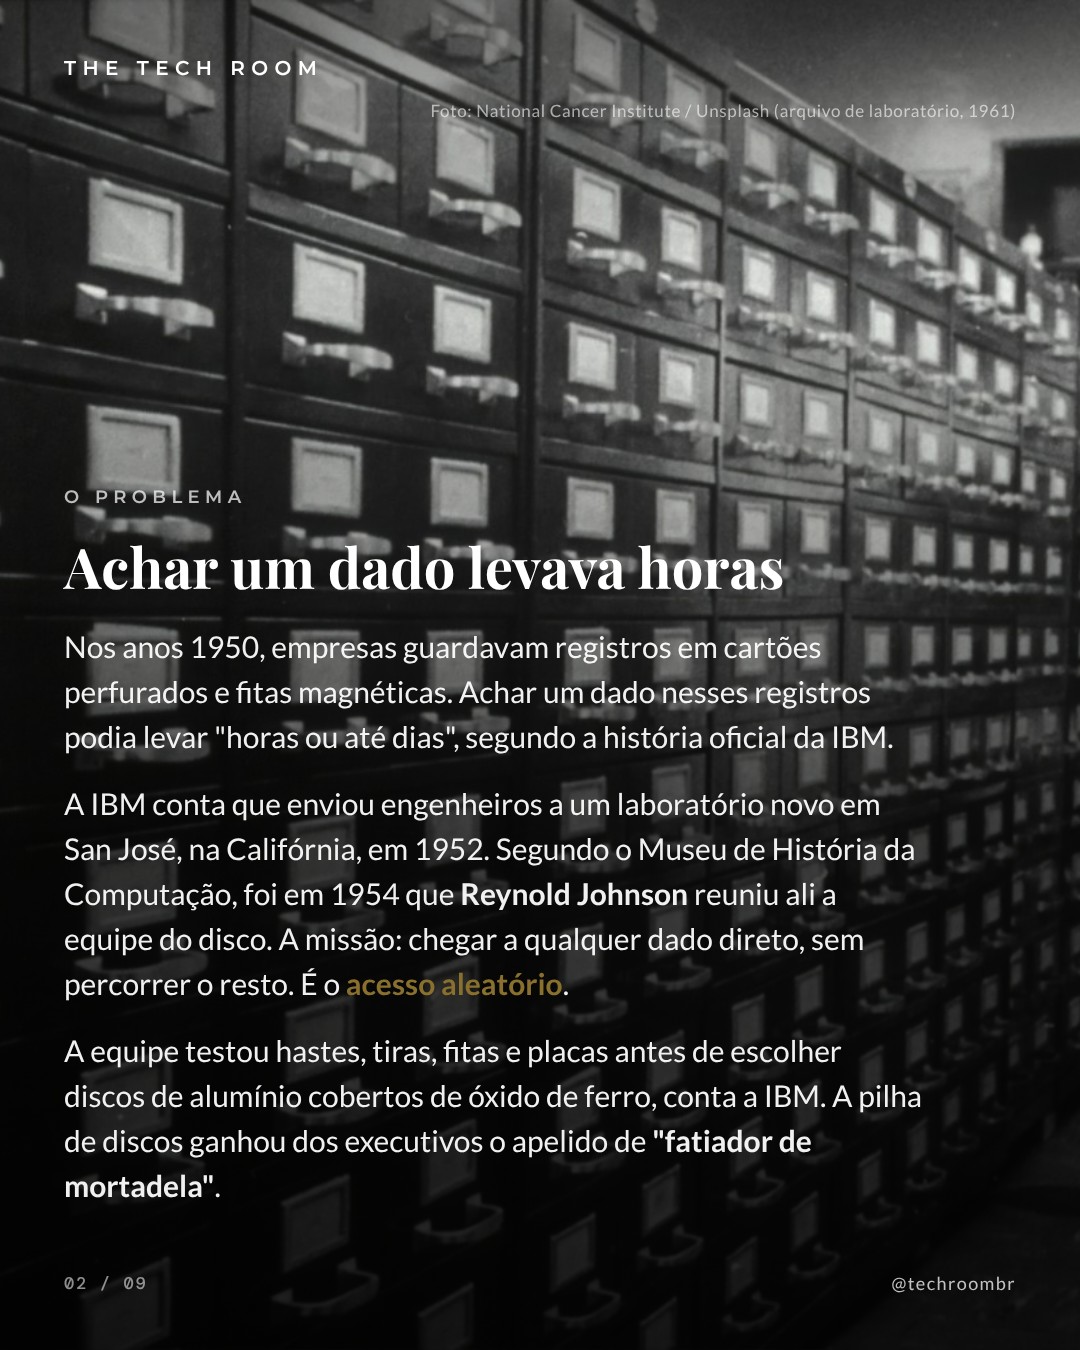 THE TECH ROOM
Foto: National Cancer Institute / Unsplash (arquivo de laboratório, 1961)
O PROBLEMA
Achar um dado levava horas
Nos anos 1950, empresas guardavam registros em cartões
perfurados e fitas magnéticas. Achar um dado nesses registros
podia levar "horas ou até dias", segundo a história oficial da IBM.
A IBM conta que enviou engenheiros a um laboratório novo em
San José, na Califórnia, em 1952. Segundo o Museu de História da
Computação, foi em 1954 que Reynold Johnson reuniu ali a
equipe do disco. A missão: chegar a qualquer dado direto, sem
percorrer o resto. É o acesso aleatório.
A equipe testou hastes, tiras, fitas e placas antes de escolher
discos de alumínio cobertos de óxido de ferro, conta a IBM. A pilha
de discos ganhou dos executivos o apelido de "fatiador de
mortadela".
02 / 09
@techroombr